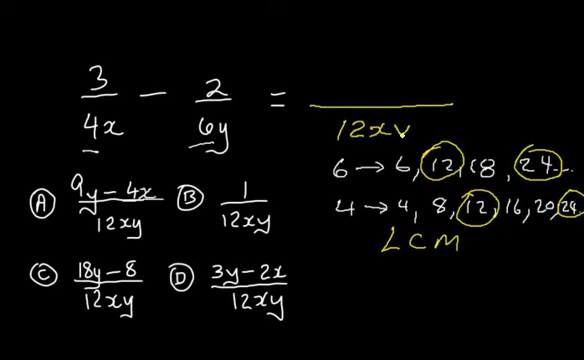 3/4x − 2/6y = /12xy
6 → 6, 12, 18, 24...
4 → 4, 8, 12, 16, 20, 24
LCM
A (9y − 4x)/12xy B 1/12xy
C (18y − 8)/12xy D (3y − 2x)/12xy